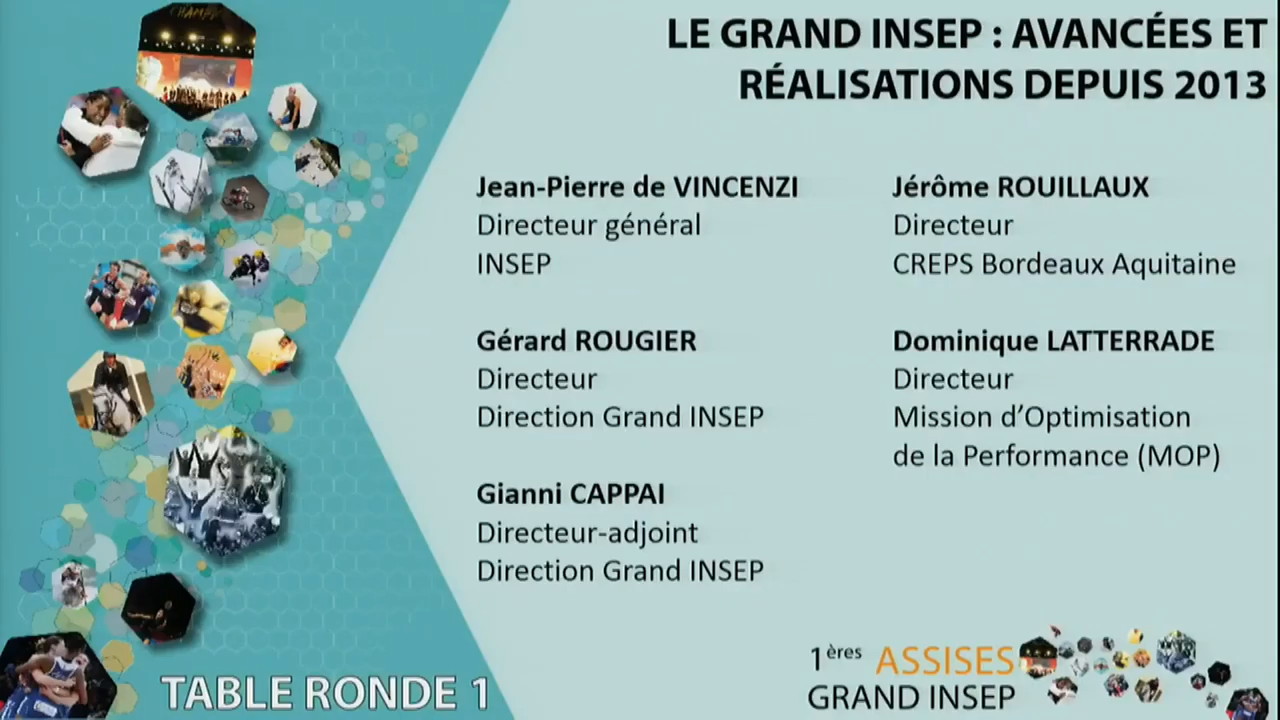 LE GRAND INSEP : AVANCÉES ET
RÉALISATIONS DEPUIS 2013
Jean-Pierre de VINCENZI
Directeur général
INSEP
Jérôme ROUILLAUX
Directeur
CREPS Bordeaux Aquitaine
Gérard ROUGIER
Directeur
Direction Grand INSEP
Dominique LATTERRADE
Directeur
Mission d’Optimisation
de la Performance (MOP)
Gianni CAPPAI
Directeur-adjoint
Direction Grand INSEP
1ères ASSISES
GRAND INSEP
TABLE RONDE 1